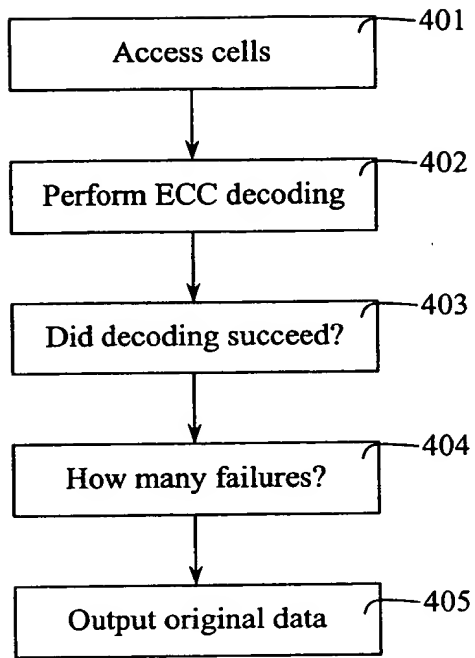 401
Access cells
402
Perform ECC decoding
403
Did decoding succeed?
404
How many failures?
405
Output original data